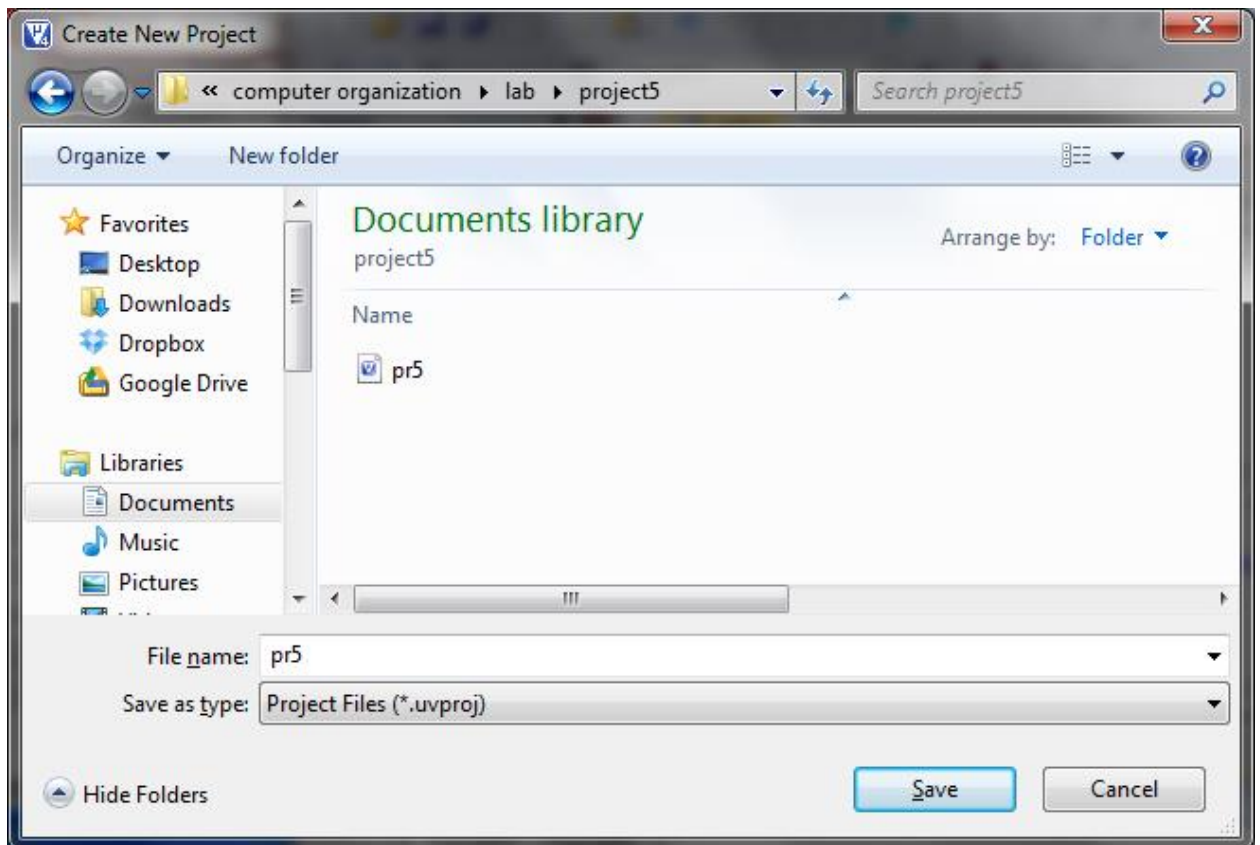 Create New Project
« computer organization ▸ lab ▸ project5
Search project5
Organize
New folder
Favorites
Desktop
Downloads
Dropbox
Google Drive
Libraries
Documents
Music
Pictures
Documents library
project5
Arrange by: Folder
Name
pr5
File name: pr5
Save as type: Project Files (*.uvproj)
Hide Folders
Save
Cancel